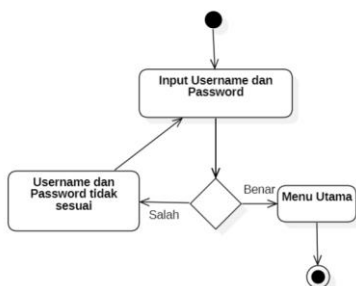 Input Username dan
Password
Username dan
Password tidak
sesuai
Salah
Benar
Menu Utama